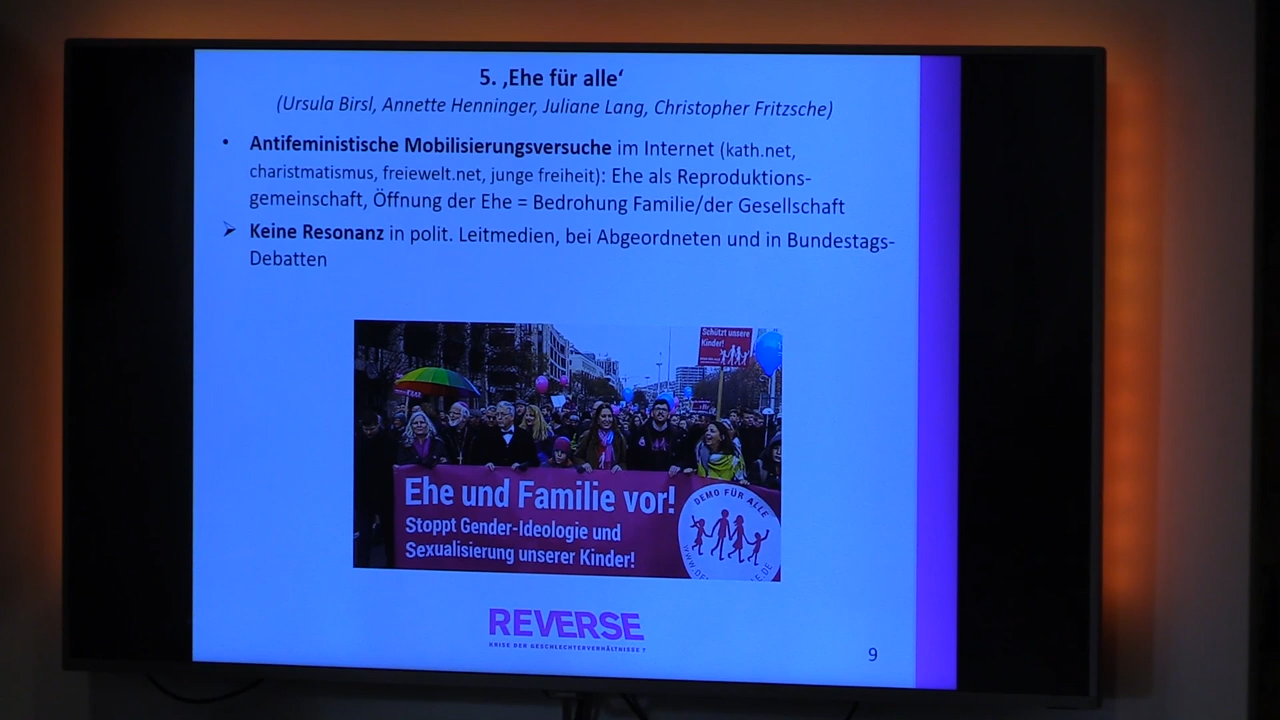 5. ‚Ehe für alle‘
(Ursula Birsl, Annette Henninger, Juliane Lang, Christopher Fritzsche)
• Antifeministische Mobilisierungsversuche im Internet (kath.net,
charistmatismus, freiewelt.net, junge freiheit): Ehe als Reproduktions-
gemeinschaft, Öffnung der Ehe = Bedrohung Familie/der Gesellschaft
➢ Keine Resonanz in polit. Leitmedien, bei Abgeordneten und in Bundestags-
Debatten
Schützt unsere
Kinder!
Ehe und Familie vor!
Stoppt Gender-Ideologie und
Sexualisierung unserer Kinder!
DEMO FÜR ALLE
REVERSE
KRISE DER GESCHLECHTERVERHÄLTNISSE?
9